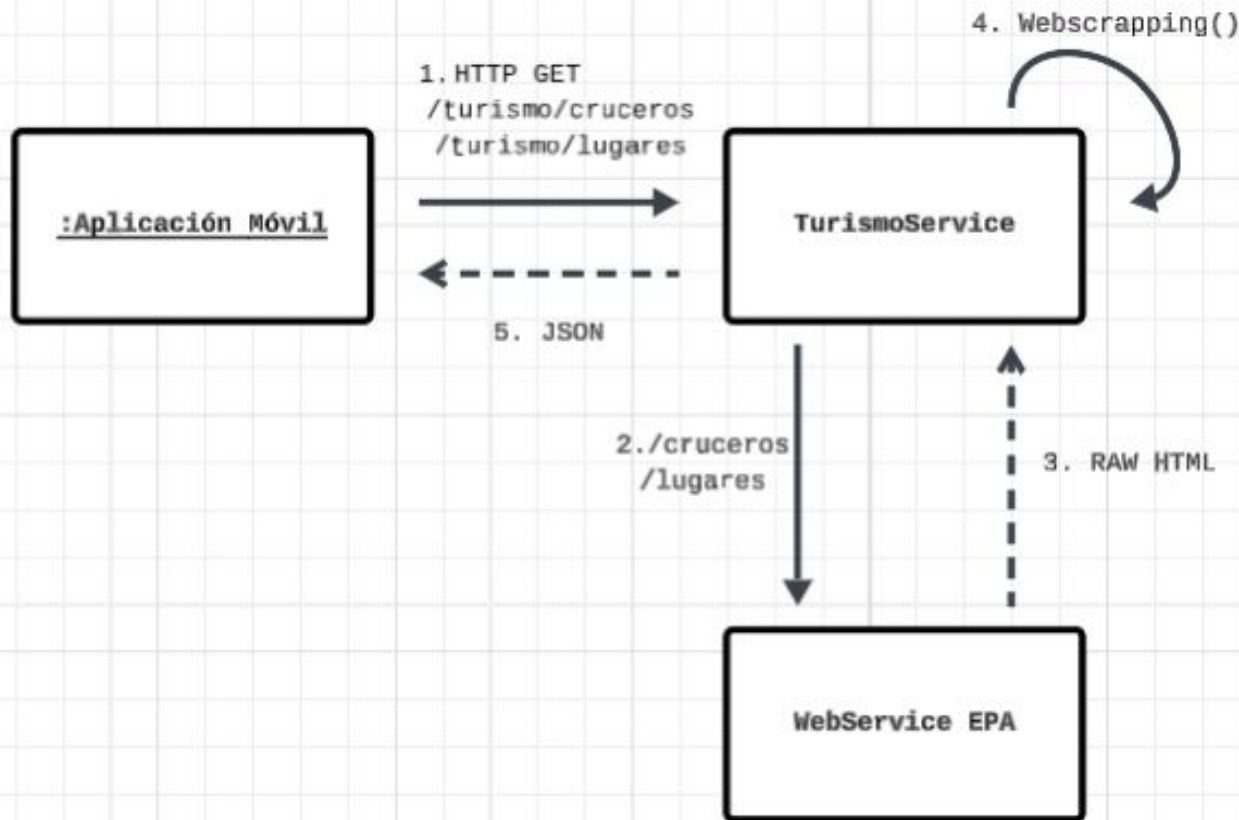 4. Webscrapping()
1.HTTP GET
/turismo/cruceros
/turismo/lugares
:Aplicación Móvil
TurismoService
5. JSON
2./cruceros
/lugares
3. RAW HTML
WebService EPA